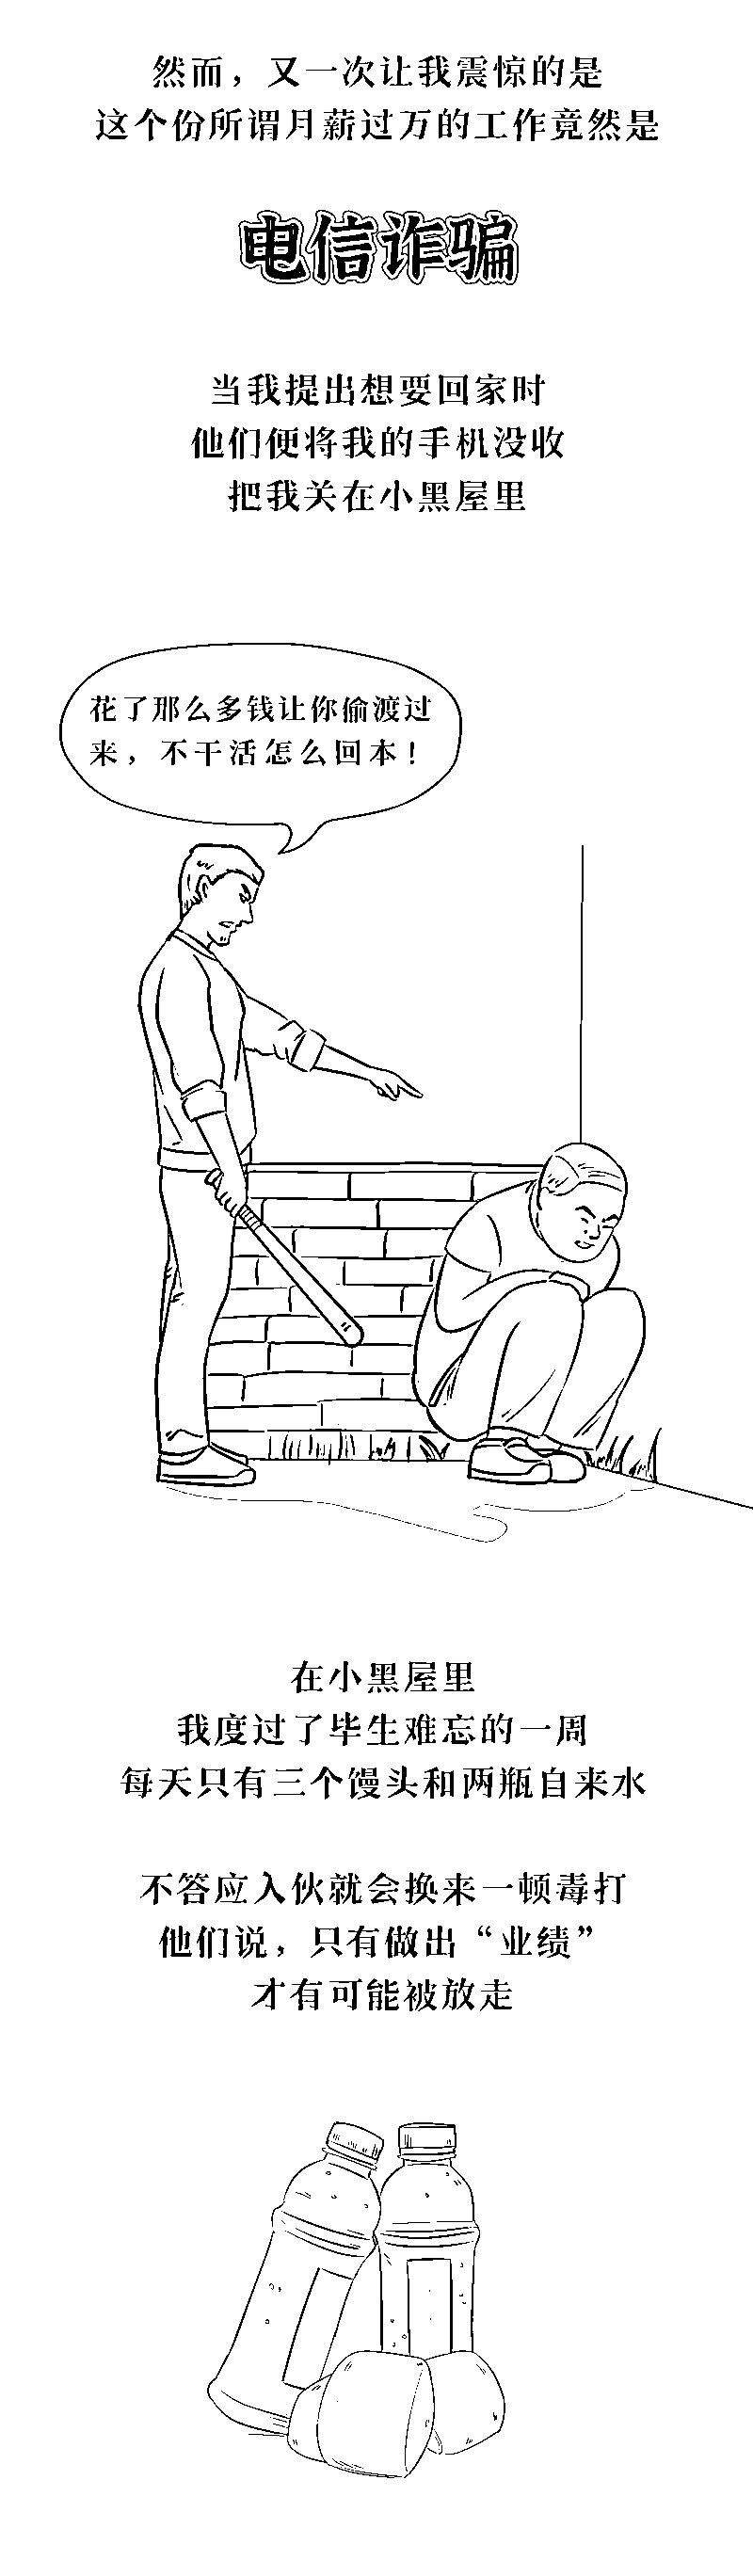 然而，又一次让我震惊的是
这个份所谓月薪过万的工作竟然是
电信诈骗
当我提出想要回家时
他们便将我的手机没收
把我关在小黑屋里
花了那么多钱让你偷渡过
来，不干活怎么回本！
在小黑屋里
我度过了毕生难忘的一周
每天只有三个馒头和两瓶自来水
不答应入伙就会换来一顿毒打
他们说，只有做出“业绩”
才有可能被放走